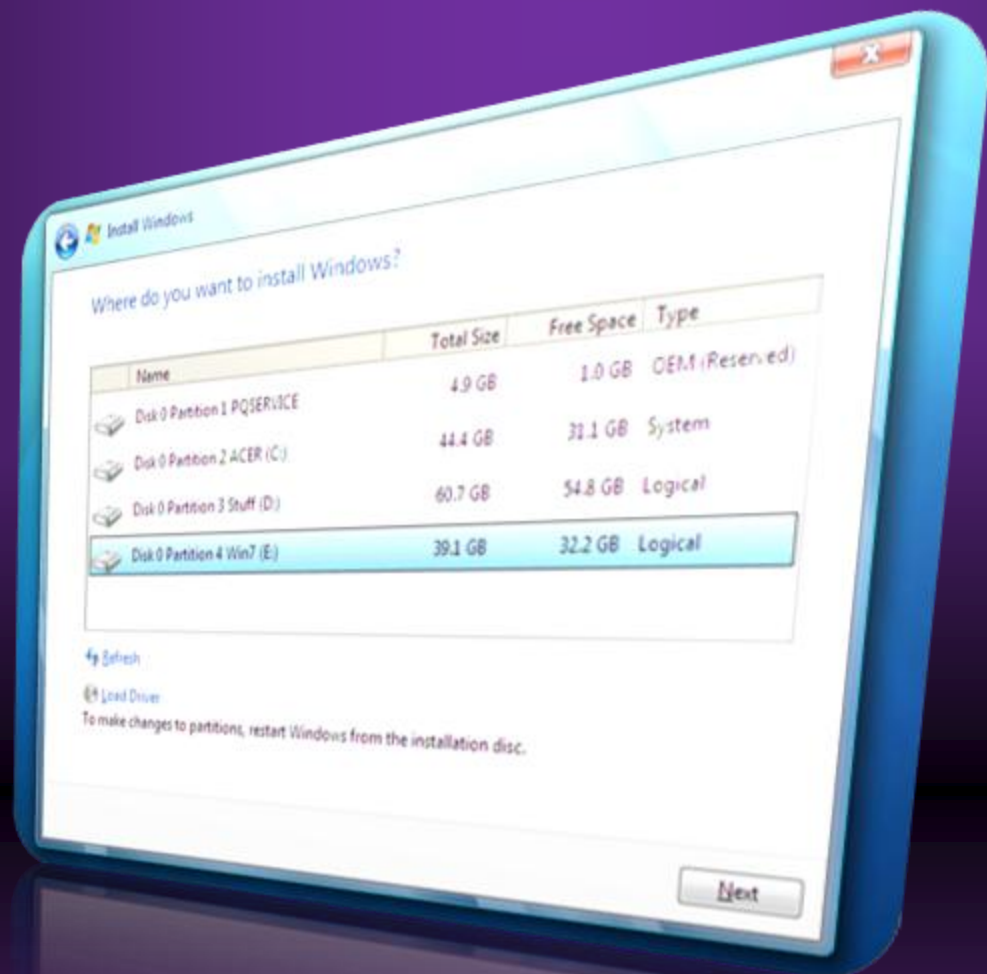 Install Windows
Where do you want to install Windows?
Name Total Size Free Space Type
Disk 0 Partition 1 PQSERVICE 4.9 GB 1.0 GB OEM (Reserved)
Disk 0 Partition 2 ACER (C:) 44.4 GB 31.1 GB System
Disk 0 Partition 3 Stuff (D:) 60.7 GB 54.8 GB Logical
Disk 0 Partition 4 Win7 (E:) 39.1 GB 32.2 GB Logical
Refresh
Load Driver
To make changes to partitions, restart Windows from the installation disc.
Next